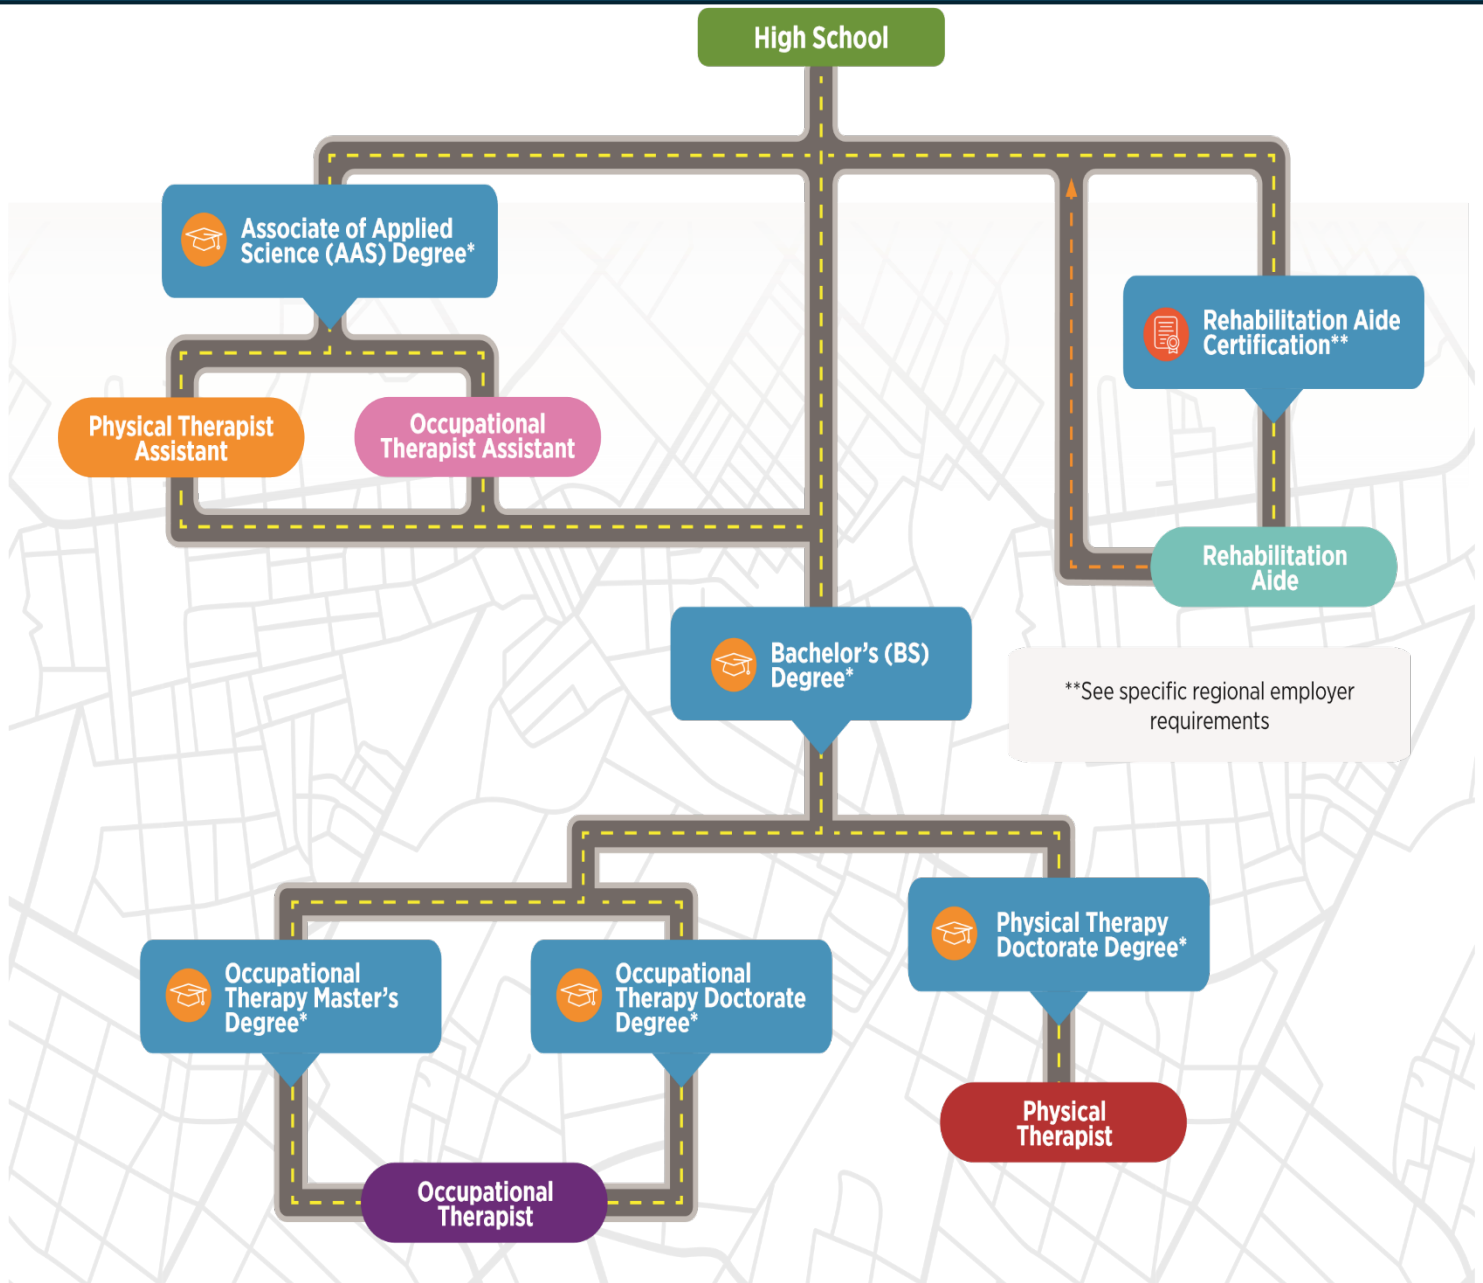 High School
Associate of Applied
Science (AAS) Degree*
Rehabilitation Aide
Certification**
Physical Therapist
Assistant
Occupational
Therapist Assistant
Rehabilitation
Aide
Bachelor’s (BS)
Degree*
**See specific regional employer
requirements
Physical Therapy
Doctorate Degree*
Occupational
Therapy Master’s
Degree*
Occupational
Therapy Doctorate
Degree*
Physical
Therapist
Occupational
Therapist